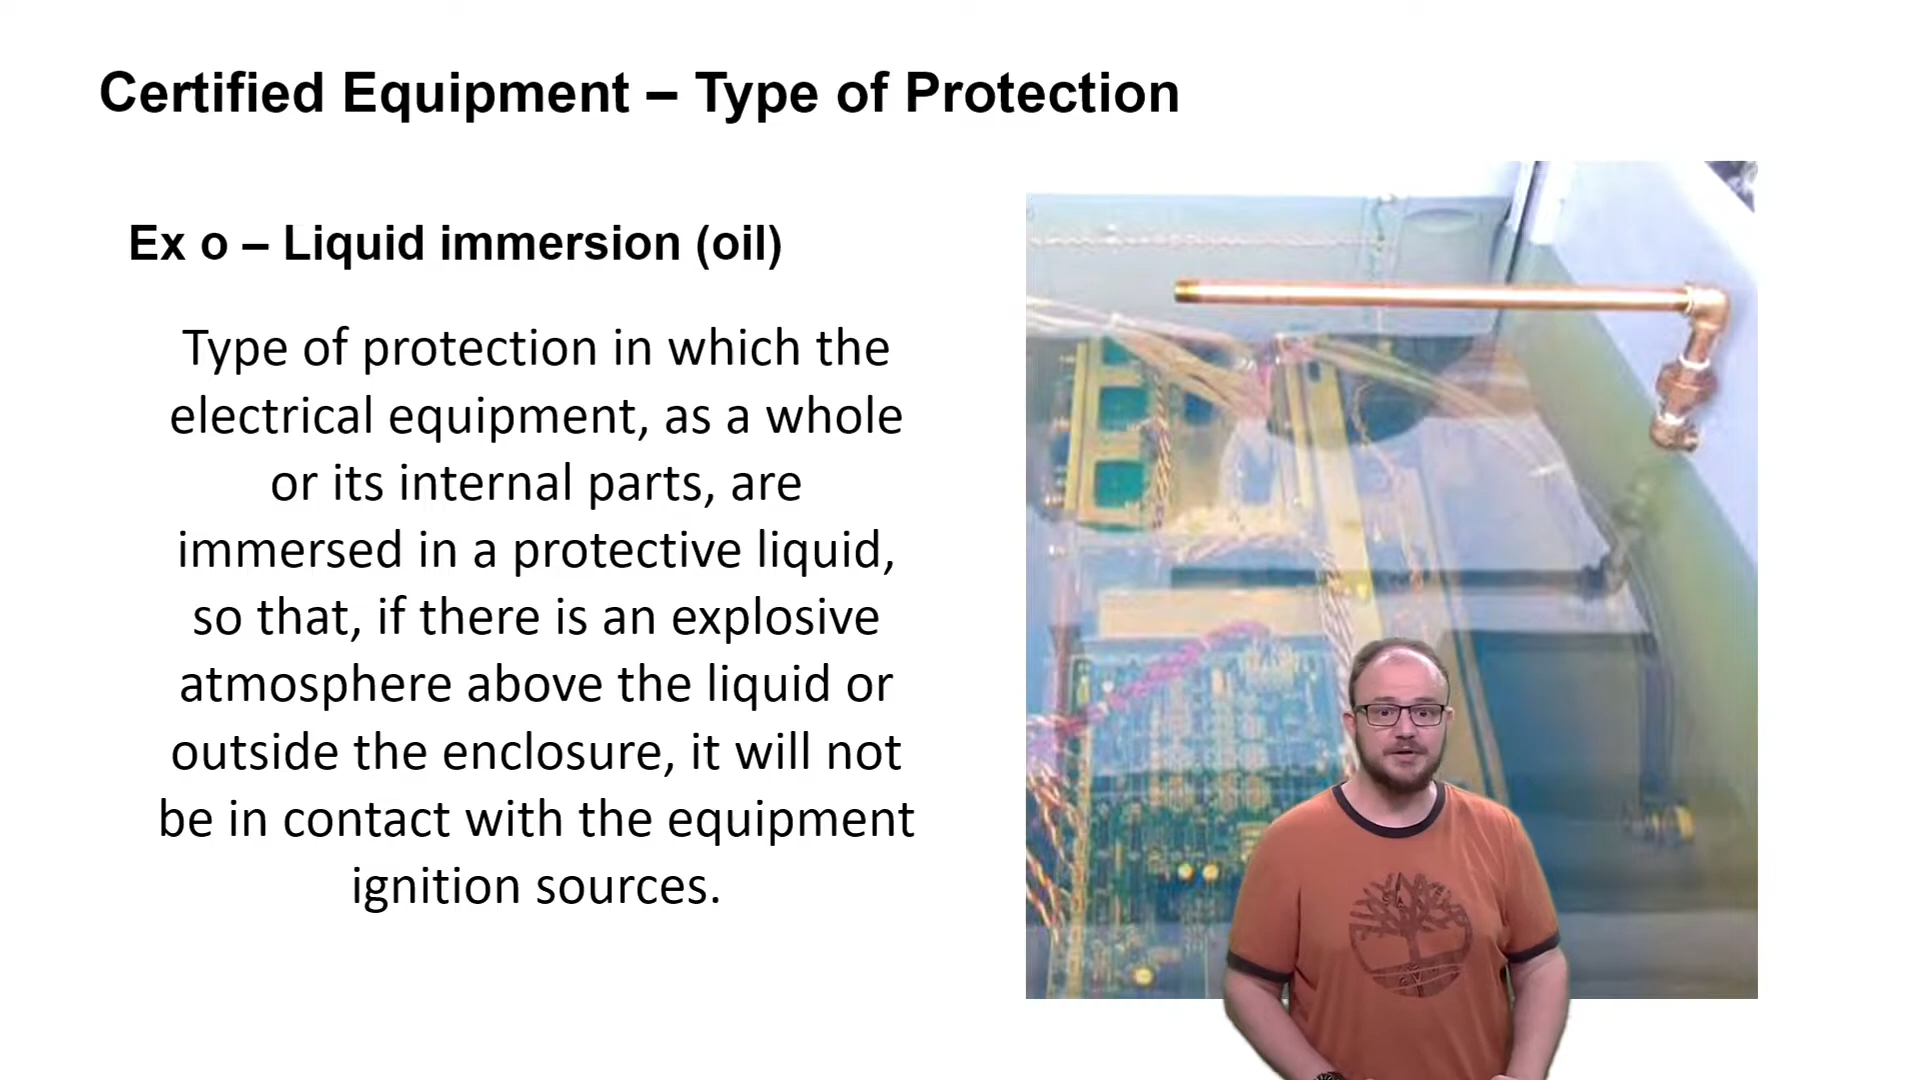 Certified Equipment – Type of Protection
Ex o – Liquid immersion (oil)
Type of protection in which the
electrical equipment, as a whole
or its internal parts, are
immersed in a protective liquid,
so that, if there is an explosive
atmosphere above the liquid or
outside the enclosure, it will not
be in contact with the equipment
ignition sources.